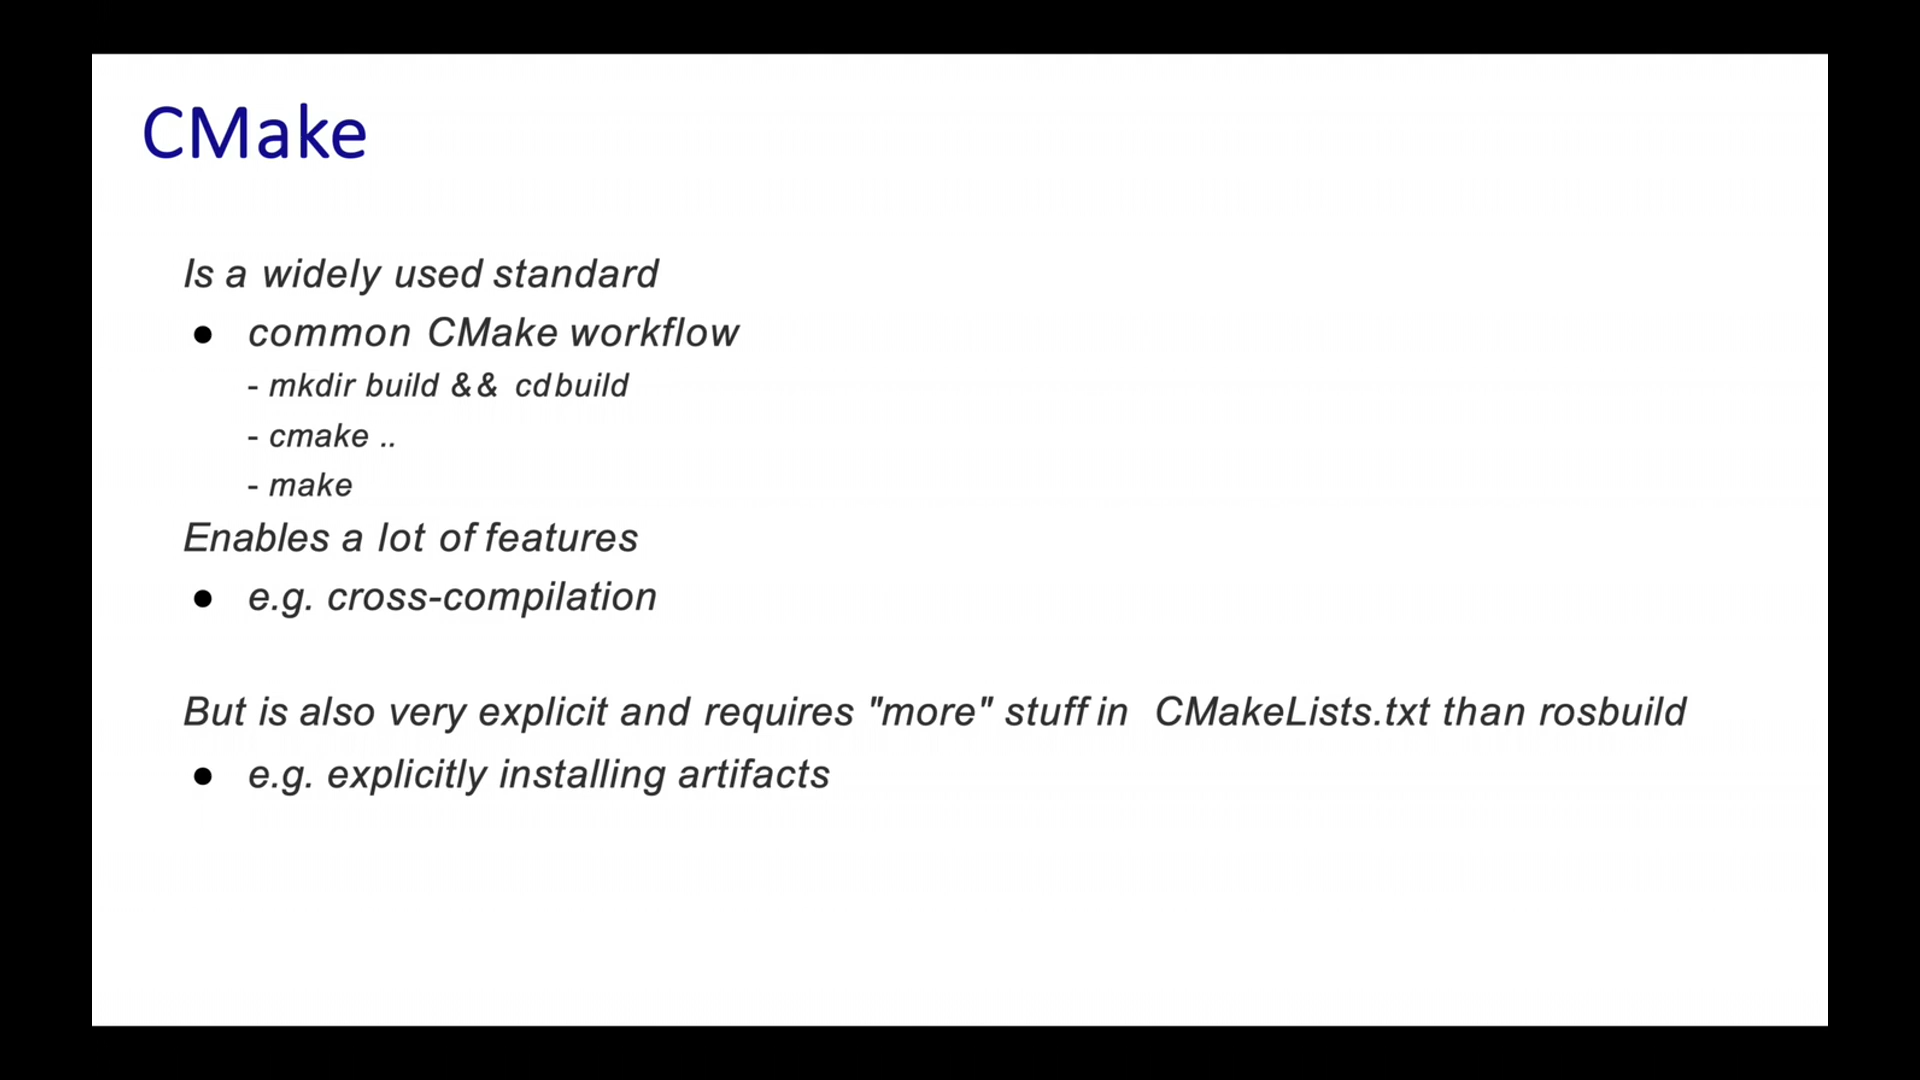 CMake
Is a widely used standard
● common CMake workflow
- mkdir build && cd build
- cmake ..
- make
Enables a lot of features
● e.g. cross-compilation
But is also very explicit and requires "more" stuff in CMakeLists.txt than rosbuild
● e.g. explicitly installing artifacts